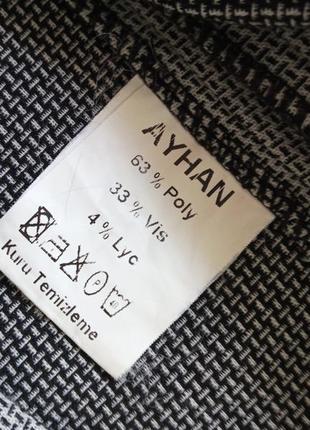 AYHAN
63 % Poly
33 % Vis
4 % Lyc
Kuru Temizleme